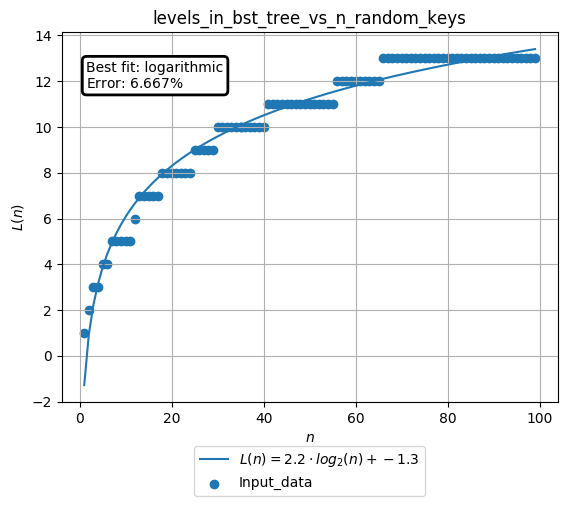 levels_in_bst_tree_vs_n_random_keys
14
12
10
8
6
4
2
0
−2
L(n)
Best fit: logarithmic
Error: 6.667%
0 20 40 60 80 100
n
L(n) = 2.2 · log₂(n) + −1.3
Input_data